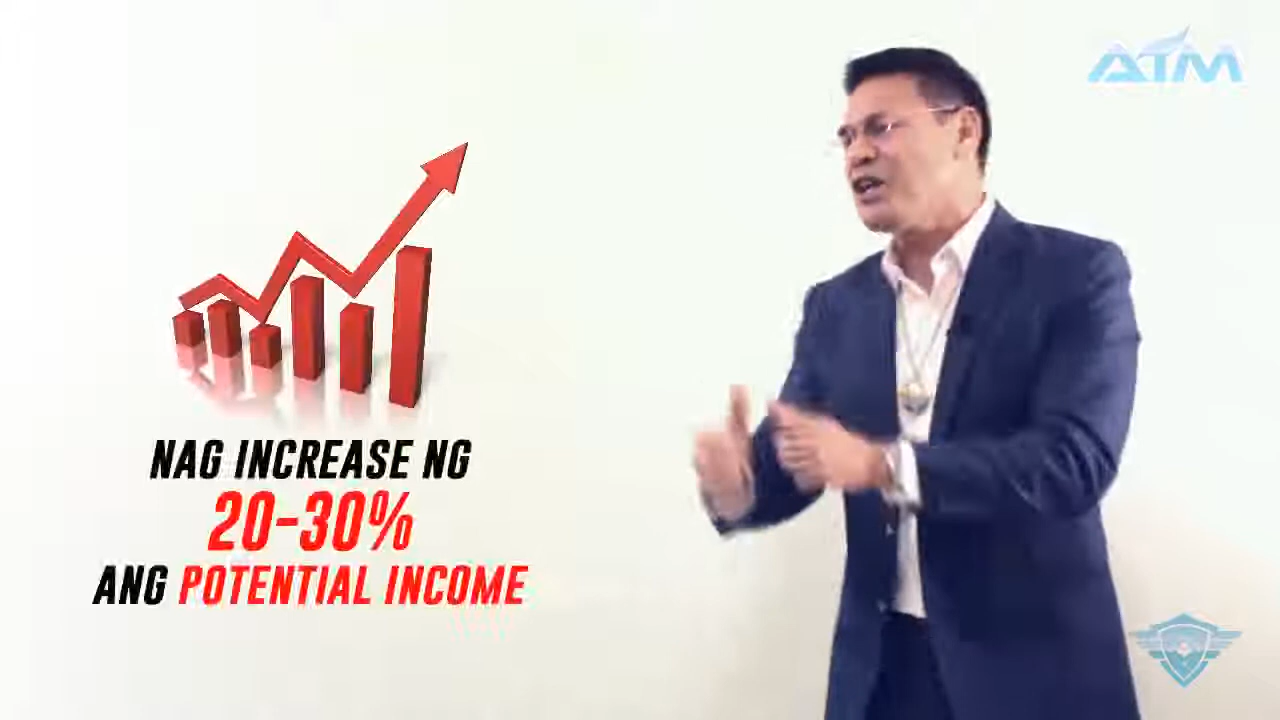 ATM
NAG INCREASE NG
20-30%
ANG POTENTIAL INCOME